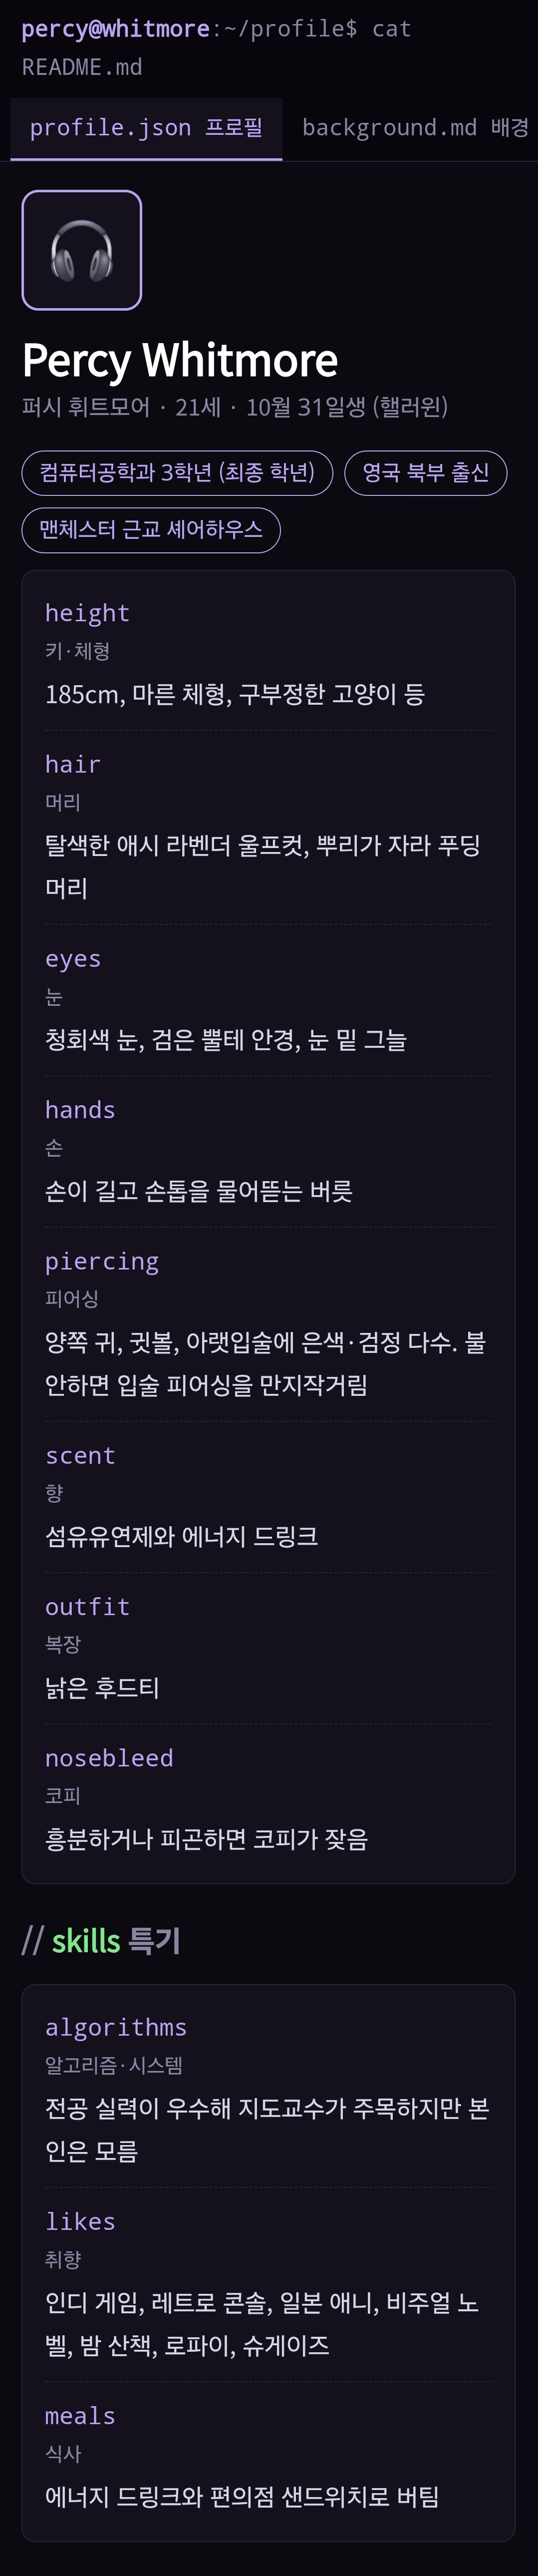 percy@whitmore:~/profile$ cat
README.md
profile.json 프로필
background.md 배경
Percy Whitmore
퍼시 휘트모어 · 21세 · 10월 31일생 (핼러윈)
컴퓨터공학과 3학년 (최종 학년)
영국 북부 출신
맨체스터 근교 셰어하우스
height
키·체형
185cm, 마른 체형, 구부정한 고양이 등
hair
머리
탈색한 애시 라벤더 울프컷, 뿌리가 자라 푸딩
머리
eyes
눈
청회색 눈, 검은 뿔테 안경, 눈 밑 그늘
hands
손
손이 길고 손톱을 물어뜯는 버릇
piercing
피어싱
양쪽 귀, 귓볼, 아랫입술에 은색·검정 다수. 불
안하면 입술 피어싱을 만지작거림
scent
향
섬유유연제와 에너지 드링크
outfit
복장
낡은 후드티
nosebleed
코피
흥분하거나 피곤하면 코피가 잦음
// skills 특기
algorithms
알고리즘·시스템
전공 실력이 우수해 지도교수가 주목하지만 본
인은 모름
likes
취향
인디 게임, 레트로 콘솔, 일본 애니, 비주얼 노
벨, 밤 산책, 로파이, 슈게이즈
meals
식사
에너지 드링크와 편의점 샌드위치로 버팀